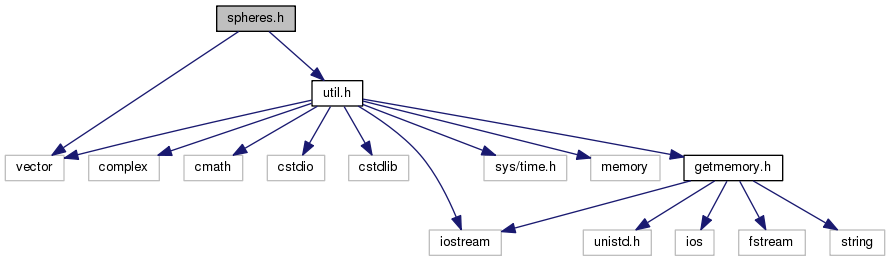 spheres.h
util.h
vector
complex
cmath
cstdio
cstdlib
sys/time.h
memory
getmemory.h
iostream
unistd.h
ios
fstream
string